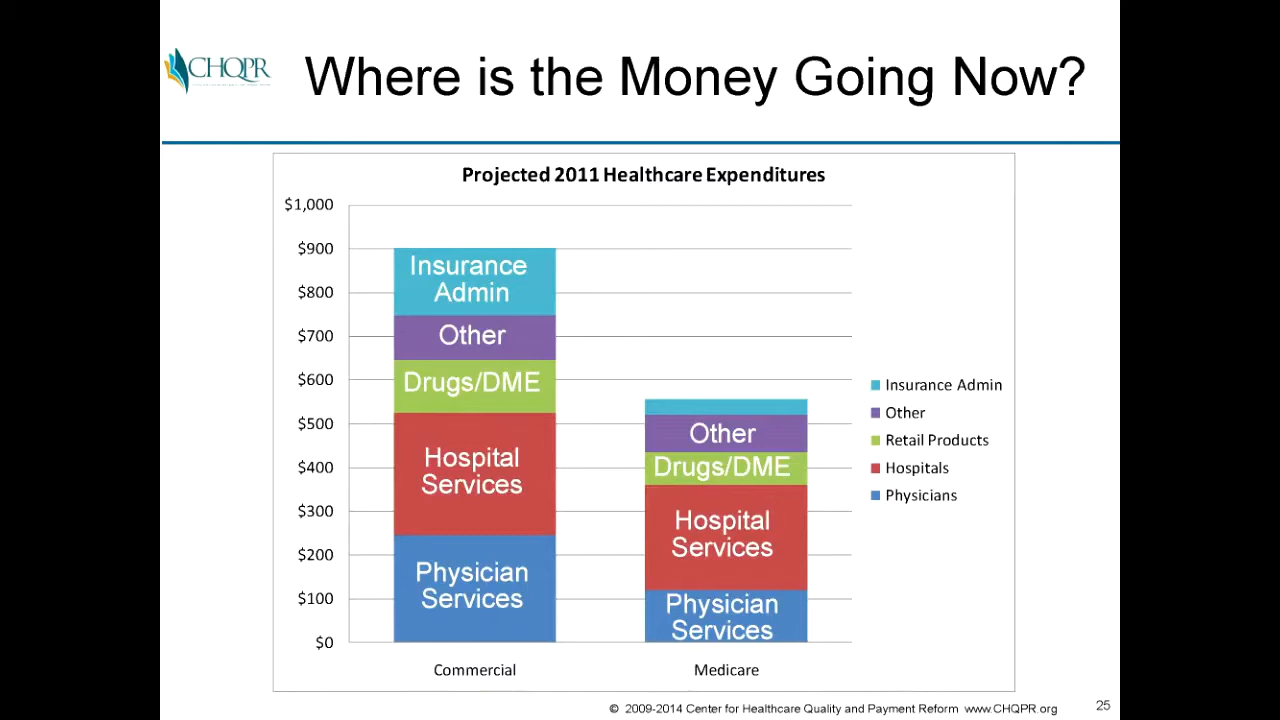 CHQPR
Where is the Money Going Now?
Projected 2011 Healthcare Expenditures
$1,000
$900
$800
$700
$600
$500
$400
$300
$200
$100
$0
Insurance
Admin
Other
Drugs/DME
Hospital
Services
Physician
Services
Other
Drugs/DME
Hospital
Services
Physician
Services
Commercial
Medicare
Insurance Admin
Other
Retail Products
Hospitals
Physicians
© 2009-2014 Center for Healthcare Quality and Payment Reform www.CHQPR.org
25